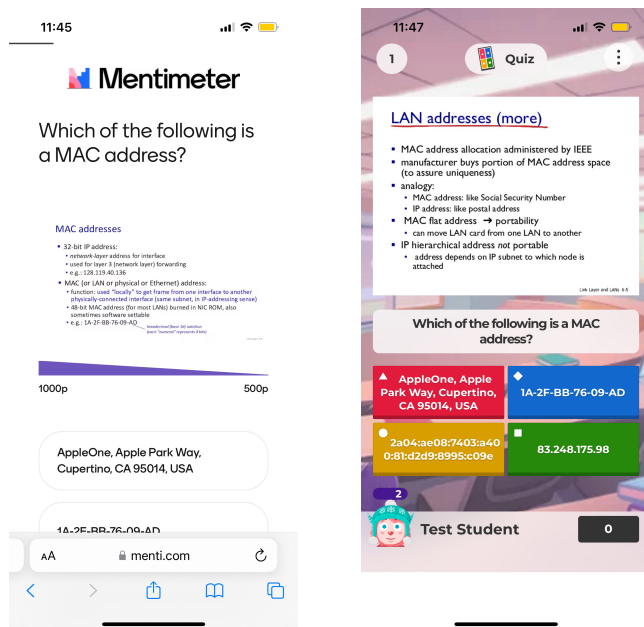 11:45
Mentimeter
Which of the following is
a MAC address?
MAC addresses
▪ 32-bit IP address:
• network-layer address for interface
• used for layer 3 (network layer) forwarding
• e.g.: 128.119.40.136
▪ MAC (or LAN or physical or Ethernet) address:
• function: used "locally" to get frame from one interface to another
physically-connected interface (same subnet, in IP-addressing sense)
• 48-bit MAC address (for most LANs) burned in NIC ROM, also
sometimes software settable
• e.g.: 1A-2F-BB-76-09-AD
hexadecimal (base 16) notation
(each "numeral" represents 4 bits)
1000p 500p
AppleOne, Apple Park Way,
Cupertino, CA 95014, USA
1A-2F-BB-76-09-AD
AA menti.com
11:47
1 Quiz
LAN addresses (more)
▪ MAC address allocation administered by IEEE
▪ manufacturer buys portion of MAC address space
(to assure uniqueness)
▪ analogy:
• MAC address: like Social Security Number
• IP address: like postal address
▪ MAC flat address → portability
• can move LAN card from one LAN to another
▪ IP hierarchical address not portable
• address depends on IP subnet to which node is
attached
Link Layer and LANs
Which of the following is a MAC
address?
AppleOne, Apple
Park Way, Cupertino,
CA 95014, USA
1A-2F-BB-76-09-AD
2a04:ae08:7403:a40
0:81:d2d9:8995:c09e
83.248.175.98
2
Test Student 0